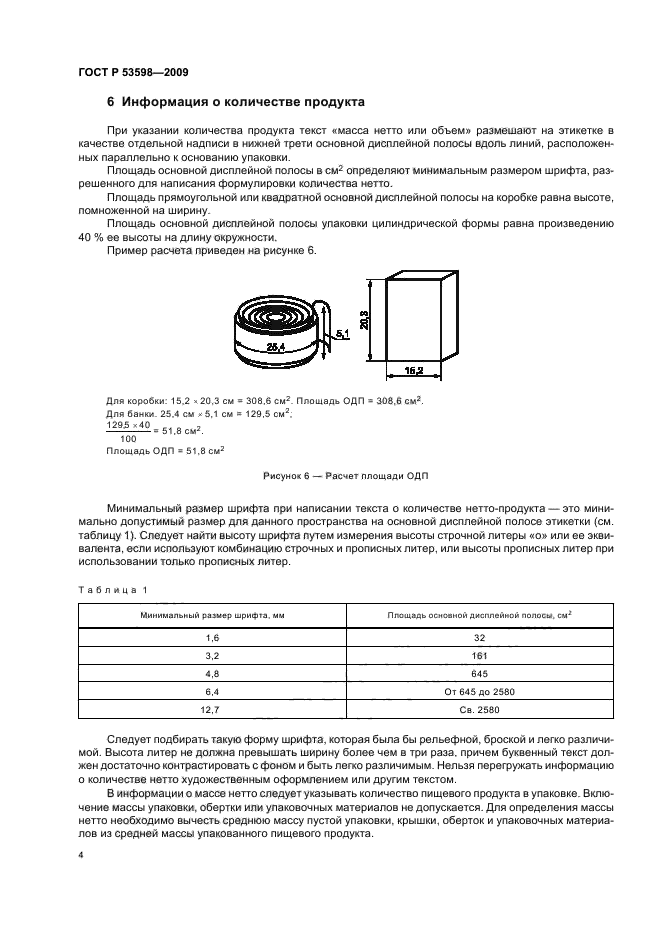 ГОСТ Р 53598—2009
6 Информация о количестве продукта
При указании количества продукта текст «масса нетто или объем» размещают на этикетке в
качестве отдельной надписи в нижней трети основной дисплейной полосы вдоль линий, расположен-
ных параллельно к основанию упаковки.
Площадь основной дисплейной полосы в см² определяют минимальным размером шрифта, раз-
решенного для написания формулировки количества нетто.
Площадь прямоугольной или квадратной основной дисплейной полосы на коробке равна высоте,
помноженной на ширину.
Площадь основной дисплейной полосы упаковки цилиндрической формы равна произведению
40 % ее высоты на длину окружности.
Пример расчета приведен на рисунке 6.
25,4
5,1
20,3
15,2
Для коробки: 15,2 × 20,3 см = 308,6 см². Площадь ОДП = 308,6 см².
Для банки. 25,4 см × 5,1 см = 129,5 см²;
129,5 × 40
100
= 51,8 см².
Площадь ОДП = 51,8 см²
Рисунок 6 — Расчет площади ОДП
Минимальный размер шрифта при написании текста о количестве нетто-продукта — это мини-
мально допустимый размер для данного пространства на основной дисплейной полосе этикетки (см.
таблицу 1). Следует найти высоту шрифта путем измерения высоты строчной литеры «о» или ее экви-
валента, если используют комбинацию строчных и прописных литер, или высоты прописных литер при
использовании только прописных литер.
Таблица 1
Минимальный размер шрифта, мм Площадь основной дисплейной полосы, см²
1,6 32
3,2 161
4,8 645
6,4 От 645 до 2580
12,7 Св. 2580
Следует подбирать такую форму шрифта, которая была бы рельефной, броской и легко различи-
мой. Высота литер не должна превышать ширину более чем в три раза, причем буквенный текст дол-
жен достаточно контрастировать с фоном и быть легко различимым. Нельзя перегружать информацию
о количестве нетто художественным оформлением или другим текстом.
В информации о массе нетто следует указывать количество пищевого продукта в упаковке. Вклю-
чение массы упаковки, обертки или упаковочных материалов не допускается. Для определения массы
нетто необходимо вычесть среднюю массу пустой упаковки, крышки, оберток и упаковочных материа-
лов из средней массы упакованного пищевого продукта.
4